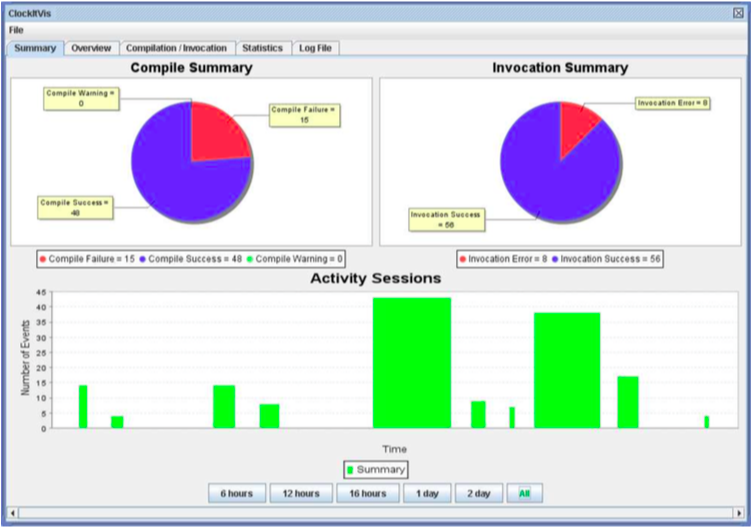 ClockItVis
File
Summary Overview Compilation / Invocation Statistics Log File
Compile Summary
Compile Warning =
0
Compile Failure =
15
Compile Success =
48
Compile Failure = 15 Compile Success = 48 Compile Warning = 0
Invocation Summary
Invocation Error = 8
Invocation Success
= 56
Invocation Error = 8 Invocation Success = 56
Activity Sessions
Number of Events
45
40
35
30
25
20
15
10
5
0
Time
Summary
6 hours 12 hours 16 hours 1 day 2 day All